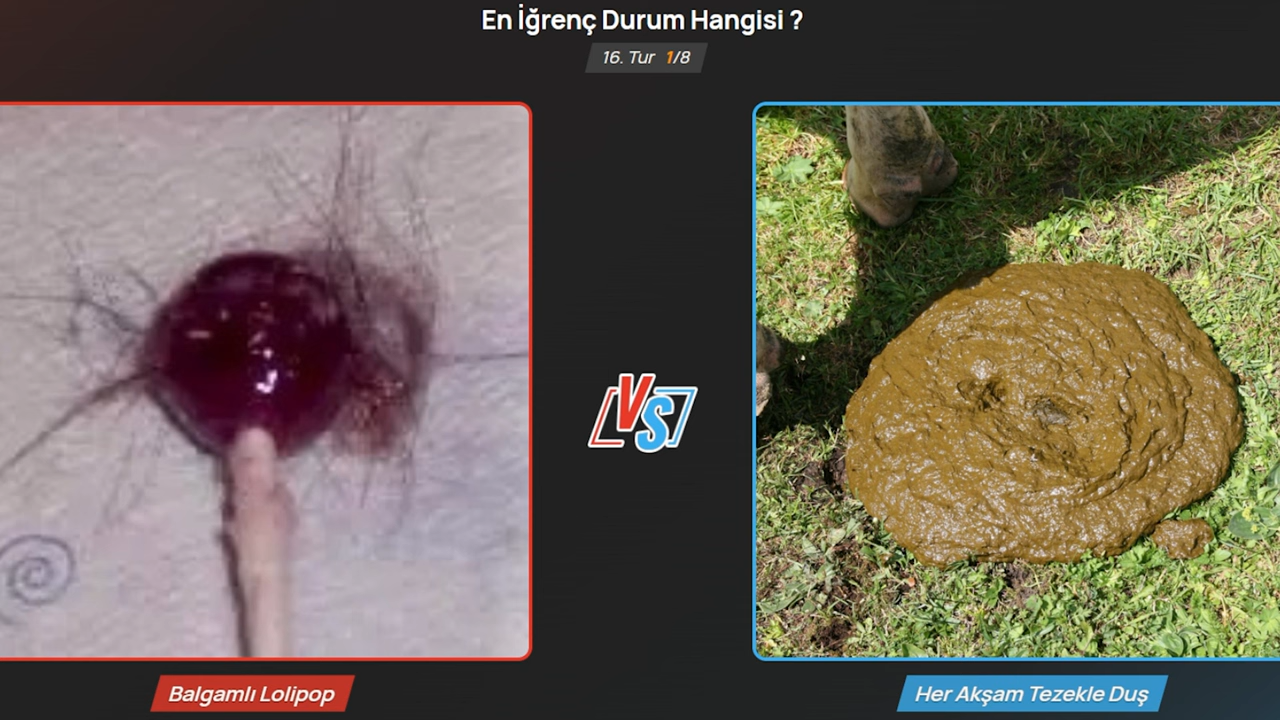 En İğrenç Durum Hangisi ?
16. Tur 1/8
VS
Balgamlı Lolipop
Her Akşam Tezekle Duş